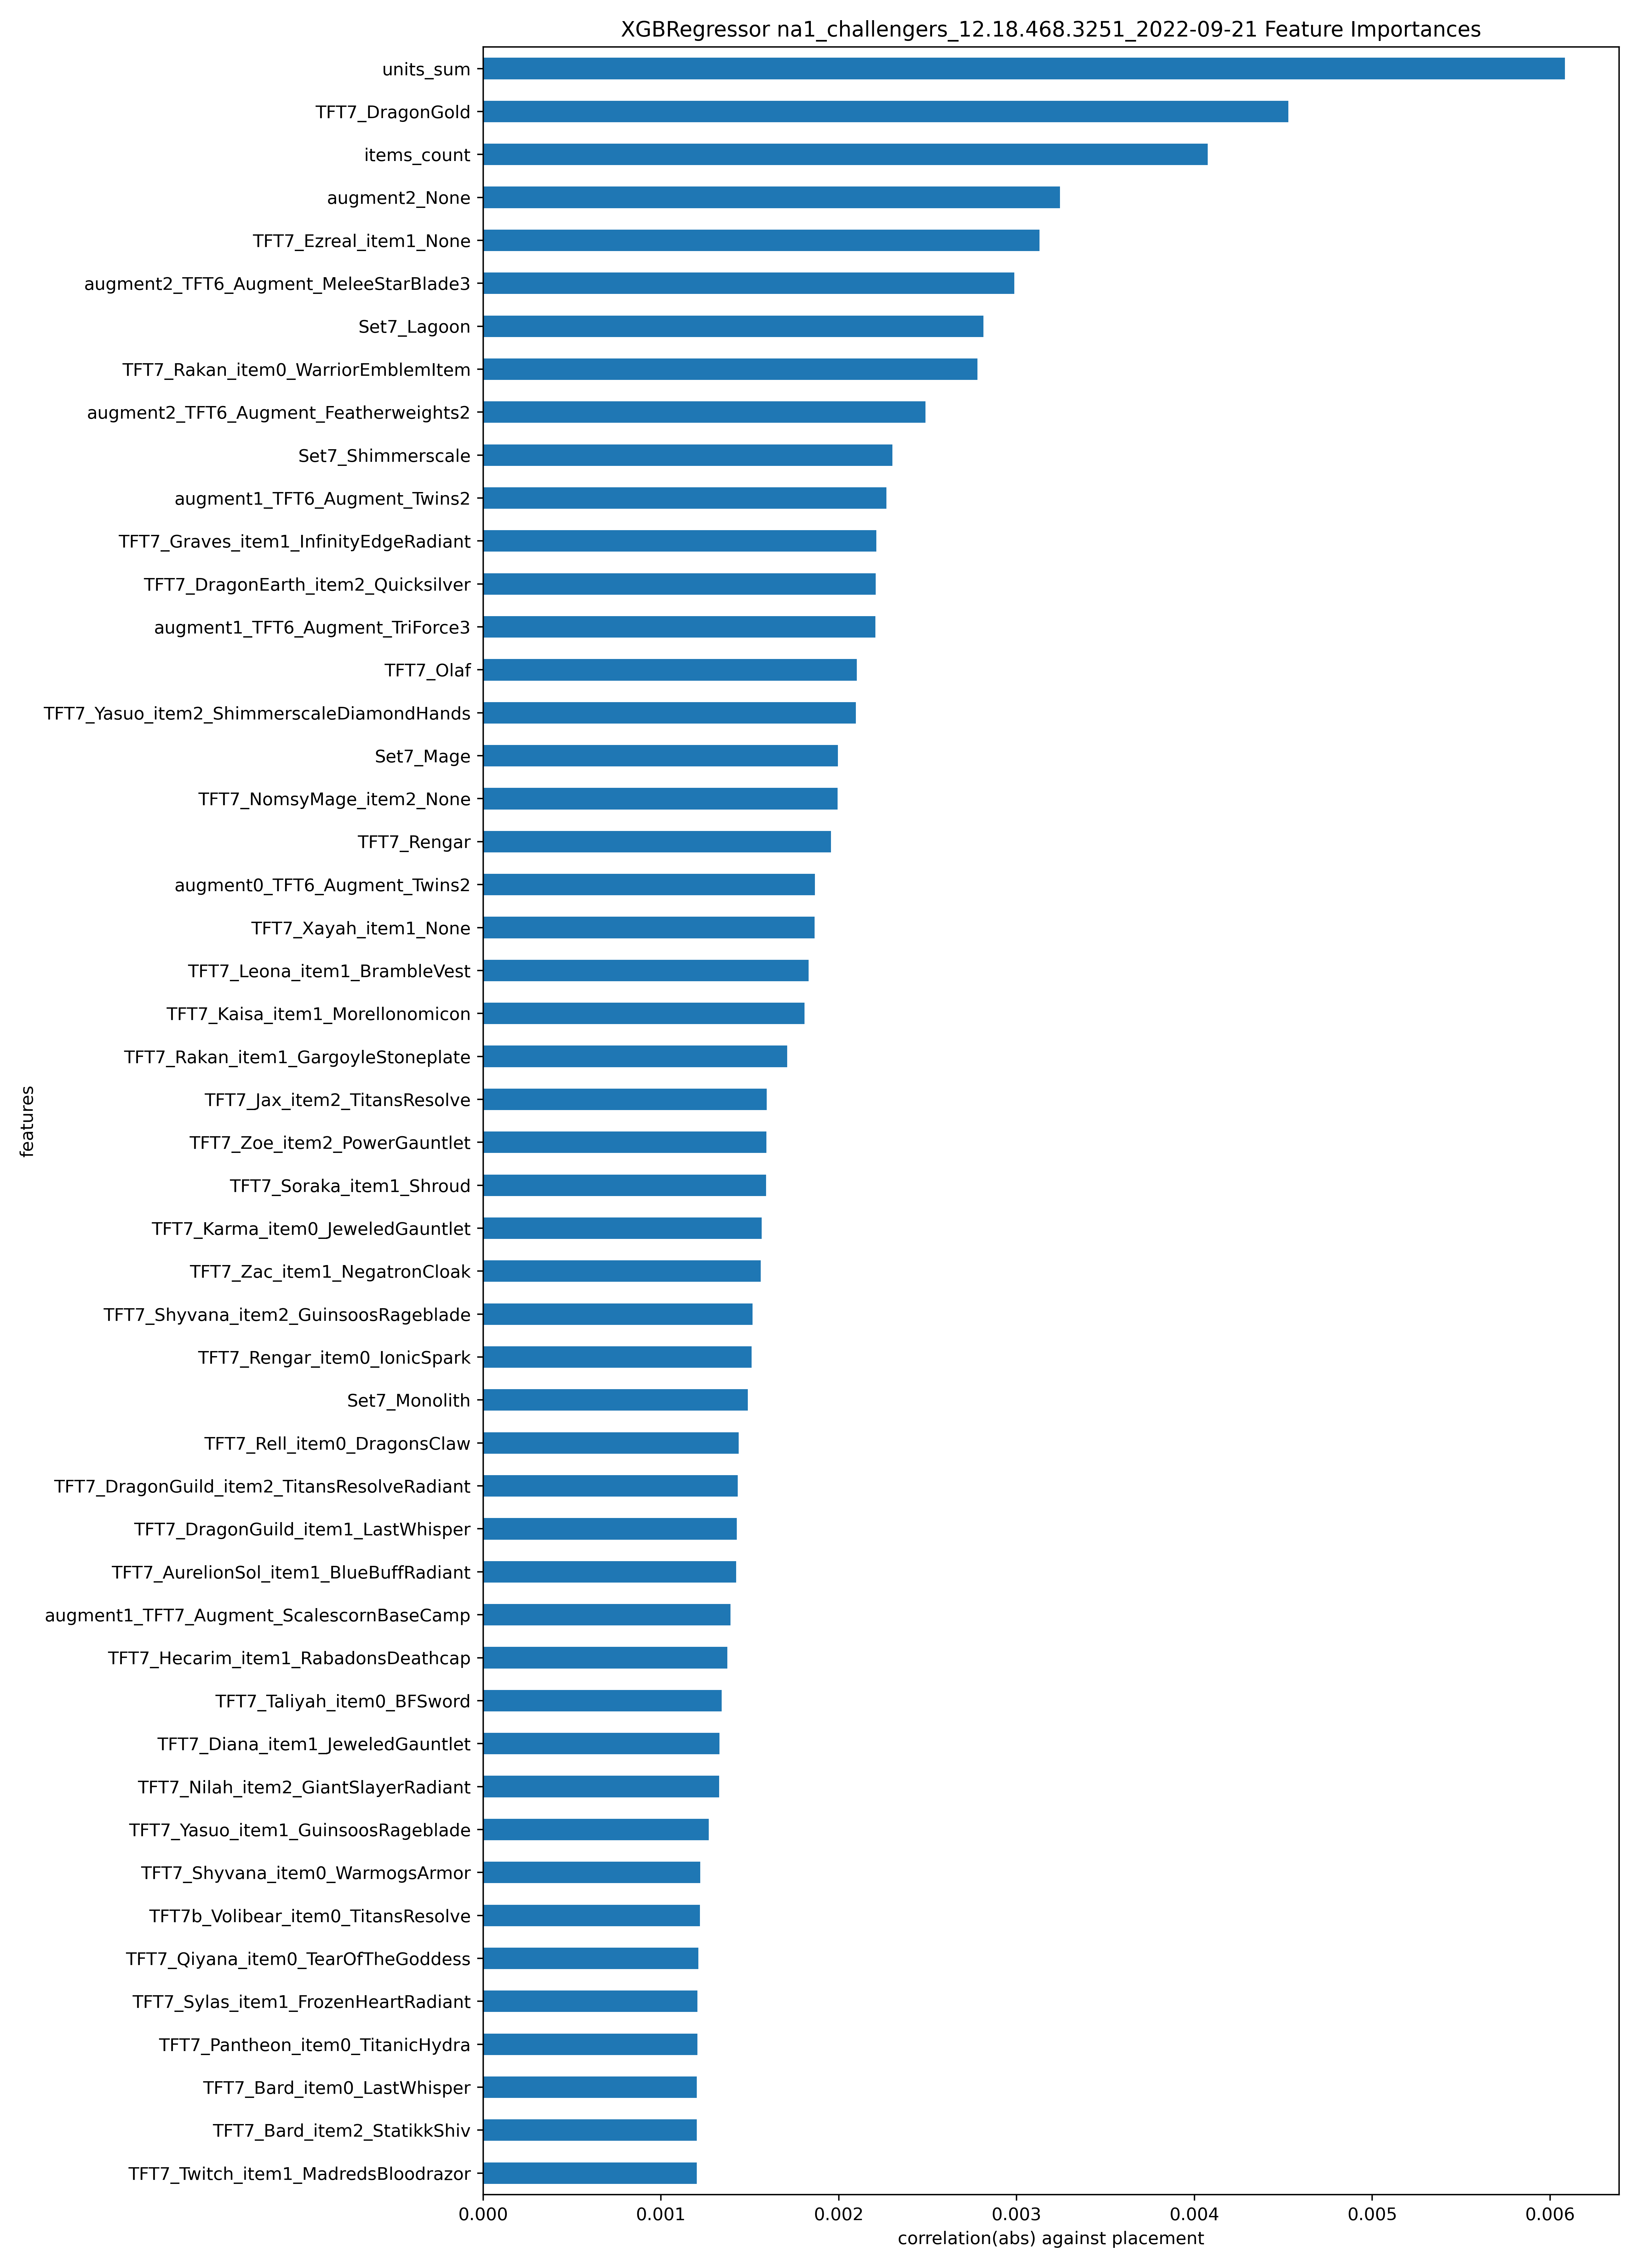 XGBRegressor na1_challengers_12.18.468.3251_2022-09-21 Feature Importances
units_sum
TFT7_DragonGold
items_count
augment2_None
TFT7_Ezreal_item1_None
augment2_TFT6_Augment_MeleeStarBlade3
Set7_Lagoon
TFT7_Rakan_item0_WarriorEmblemItem
augment2_TFT6_Augment_Featherweights2
Set7_Shimmerscale
augment1_TFT6_Augment_Twins2
TFT7_Graves_item1_InfinityEdgeRadiant
TFT7_DragonEarth_item2_Quicksilver
augment1_TFT6_Augment_TriForce3
TFT7_Olaf
TFT7_Yasuo_item2_ShimmerscaleDiamondHands
Set7_Mage
TFT7_NomsyMage_item2_None
TFT7_Rengar
augment0_TFT6_Augment_Twins2
TFT7_Xayah_item1_None
TFT7_Leona_item1_BrambleVest
TFT7_Kaisa_item1_Morellonomicon
TFT7_Rakan_item1_GargoyleStoneplate
TFT7_Jax_item2_TitansResolve
TFT7_Zoe_item2_PowerGauntlet
TFT7_Soraka_item1_Shroud
TFT7_Karma_item0_JeweledGauntlet
TFT7_Zac_item1_NegatronCloak
TFT7_Shyvana_item2_GuinsoosRageblade
TFT7_Rengar_item0_IonicSpark
Set7_Monolith
TFT7_Rell_item0_DragonsClaw
TFT7_DragonGuild_item2_TitansResolveRadiant
TFT7_DragonGuild_item1_LastWhisper
TFT7_AurelionSol_item1_BlueBuffRadiant
augment1_TFT7_Augment_ScalescornBaseCamp
TFT7_Hecarim_item1_RabadonsDeathcap
TFT7_Taliyah_item0_BFSword
TFT7_Diana_item1_JeweledGauntlet
TFT7_Nilah_item2_GiantSlayerRadiant
TFT7_Yasuo_item1_GuinsoosRageblade
TFT7_Shyvana_item0_WarmogsArmor
TFT7b_Volibear_item0_TitansResolve
TFT7_Qiyana_item0_TearOfTheGoddess
TFT7_Sylas_item1_FrozenHeartRadiant
TFT7_Pantheon_item0_TitanicHydra
TFT7_Bard_item0_LastWhisper
TFT7_Bard_item2_StatikkShiv
TFT7_Twitch_item1_MadredsBloodrazor
features
0.000 0.001 0.002 0.003 0.004 0.005 0.006
correlation(abs) against placement